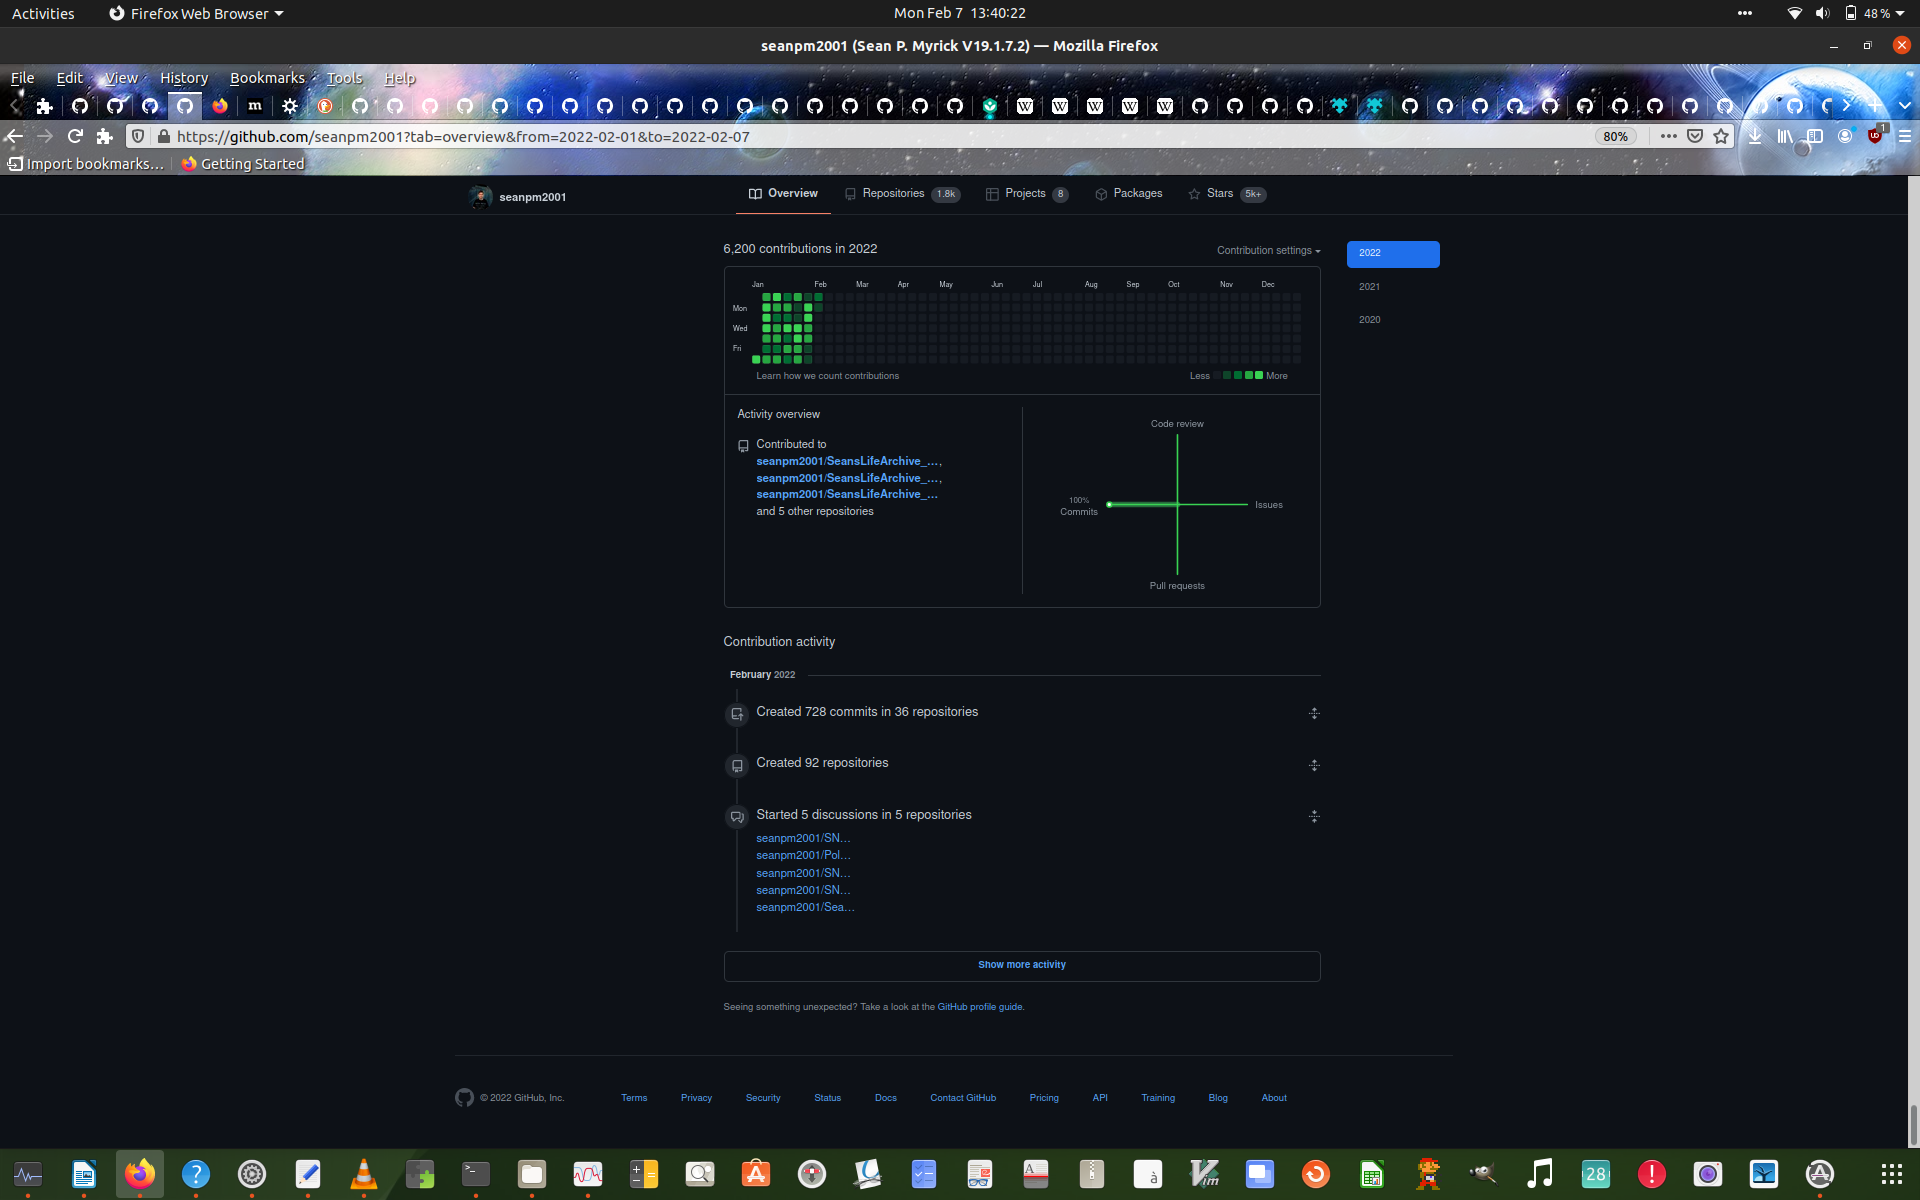 Activities
Firefox Web Browser
Mon Feb 7 13:40:22
48 %
seanpm2001 (Sean P. Myrick V19.1.7.2) — Mozilla Firefox
File Edit View History Bookmarks Tools Help
https://github.com/seanpm2001?tab=overview&from=2022-02-01&to=2022-02-07
80%
1
Import bookmarks…
Getting Started
seanpm2001
Overview
Repositories 1.8k
Projects 8
Packages
Stars 5k+
6,200 contributions in 2022
Contribution settings
2022
2021
2020
Jan Feb Mar Apr May Jun Jul Aug Sep Oct Nov Dec
Mon
Wed
Fri
Learn how we count contributions
Less
More
Activity overview
Contributed to
seanpm2001/SeansLifeArchive_…,
seanpm2001/SeansLifeArchive_…,
seanpm2001/SeansLifeArchive_…
and 5 other repositories
Code review
100%
Commits
Issues
Pull requests
Contribution activity
February 2022
Created 728 commits in 36 repositories
Created 92 repositories
Started 5 discussions in 5 repositories
seanpm2001/SN…
seanpm2001/Pol…
seanpm2001/SN…
seanpm2001/SN…
seanpm2001/Sea…
Show more activity
Seeing something unexpected? Take a look at the GitHub profile guide.
© 2022 GitHub, Inc.
Terms Privacy Security Status Docs Contact GitHub Pricing API Training Blog About
28